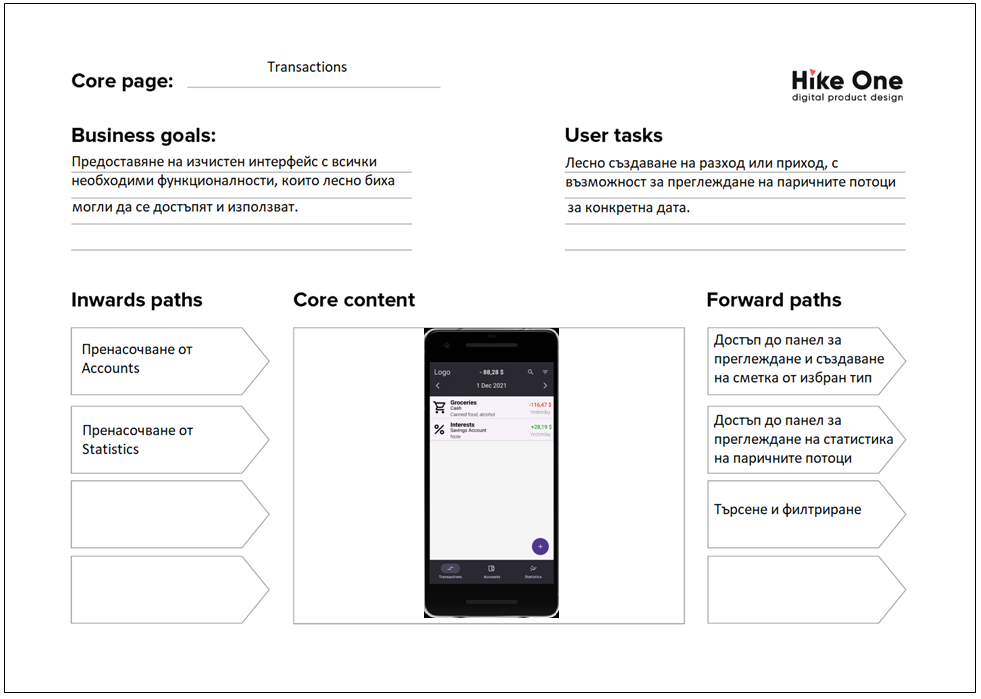 Core page:
Transactions
Hike One
digital product design
Business goals:
Предоставяне на изчистен интерфейс с всички
необходими функционалности, които лесно биха
могли да се достъпят и използват.
User tasks
Лесно създаване на разход или приход, с
възможност за преглеждане на паричните потоци
за конкретна дата.
Inwards paths
Пренасочване от
Accounts
Пренасочване от
Statistics
Core content
Logo
- 88,28 $
1 Dec 2021
Groceries
Cash
Canned food, alcohol
-116,47 $
Yesterday
Interests
Savings Account
Note
+28,19 $
Yesterday
+
Transactions
Accounts
Statistics
Forward paths
Достъп до панел за
преглеждане и създаване
на сметка от избран тип
Достъп до панел за
преглеждане на статистика
на паричните потоци
Търсене и филтриране